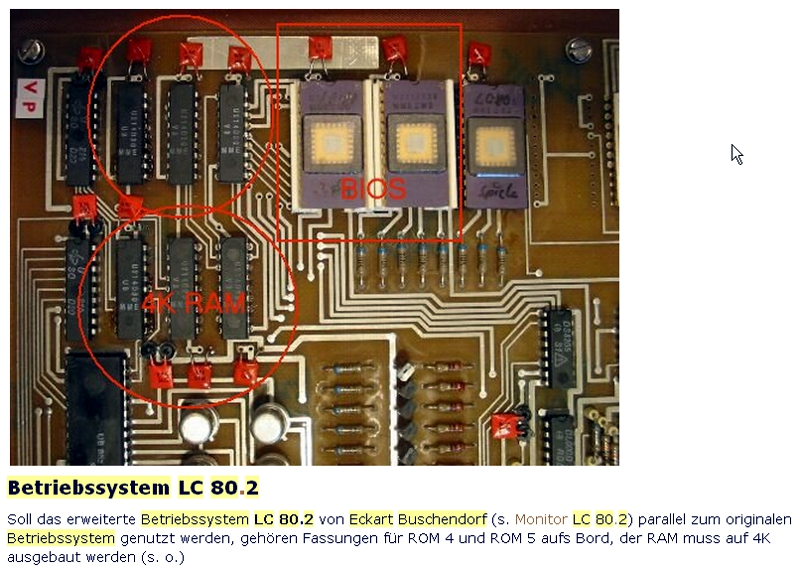 VP
BIOS
4K RAM
Betriebssystem LC 80.2
Soll das erweiterte Betriebssystem LC 80.2 von Eckart Buschendorf (s. Monitor LC 80.2) parallel zum originalen
Betriebssystem genutzt werden, gehören Fassungen für ROM 4 und ROM 5 aufs Bord, der RAM muss auf 4K
ausgebaut werden (s. o.)